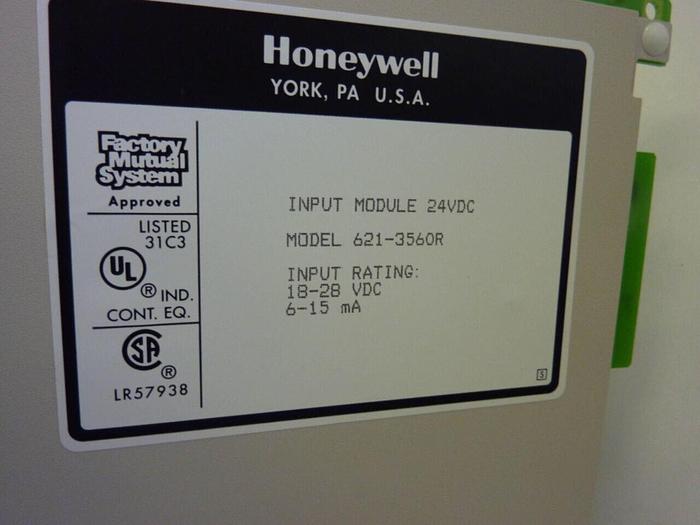 Honeywell
YORK, PA U.S.A.
Factory
Mutual
System
Approved
LISTED
31C3
UL
® IND.
CONT. EQ.
SA
®
LR57938
INPUT MODULE 24VDC
MODEL 621-3560R
INPUT RATING:
18-28 VDC
6-15 mA
S